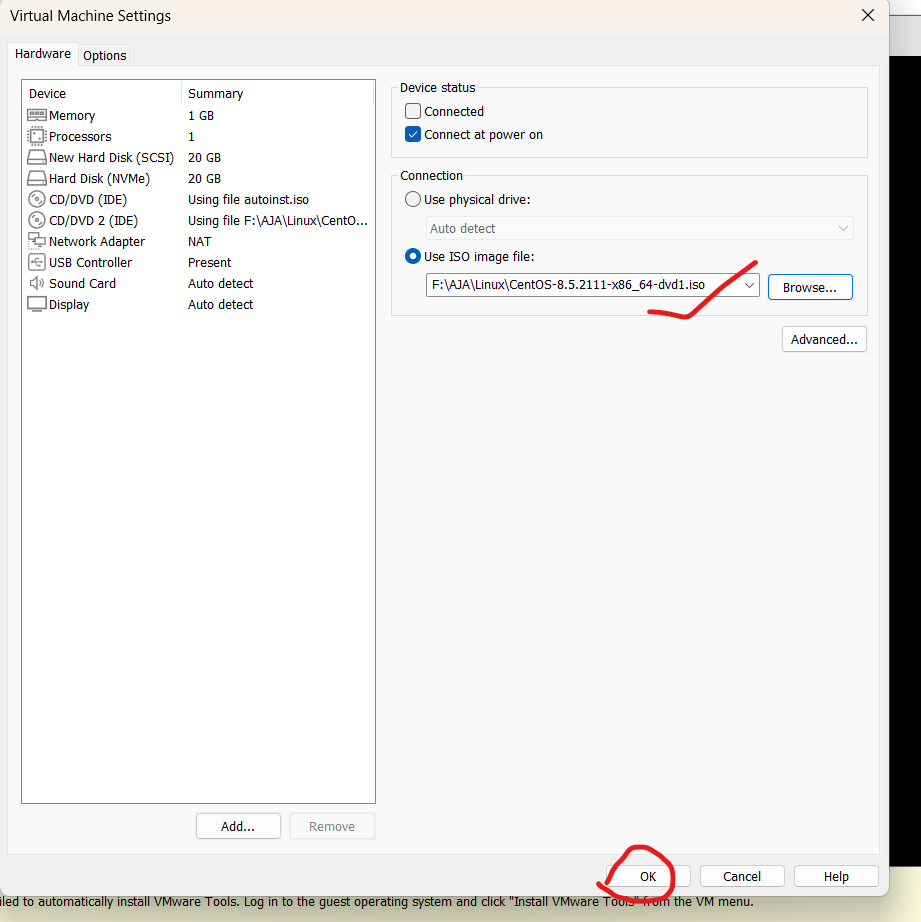 Virtual Machine Settings
Hardware Options
Device Summary
Memory 1 GB
Processors 1
New Hard Disk (SCSI) 20 GB
Hard Disk (NVMe) 20 GB
CD/DVD (IDE) Using file autoinst.iso
CD/DVD 2 (IDE) Using file F:\AJA\Linux\CentO...
Network Adapter NAT
USB Controller Present
Sound Card Auto detect
Display Auto detect
Add... Remove
Device status
Connected
Connect at power on
Connection
Use physical drive:
Auto detect
Use ISO image file:
F:\AJA\Linux\CentOS-8.5.2111-x86_64-dvd1.iso Browse...
Advanced...
OK Cancel Help
iled to automatically install VMware Tools. Log in to the guest operating system and click "Install VMware Tools" from the VM menu.